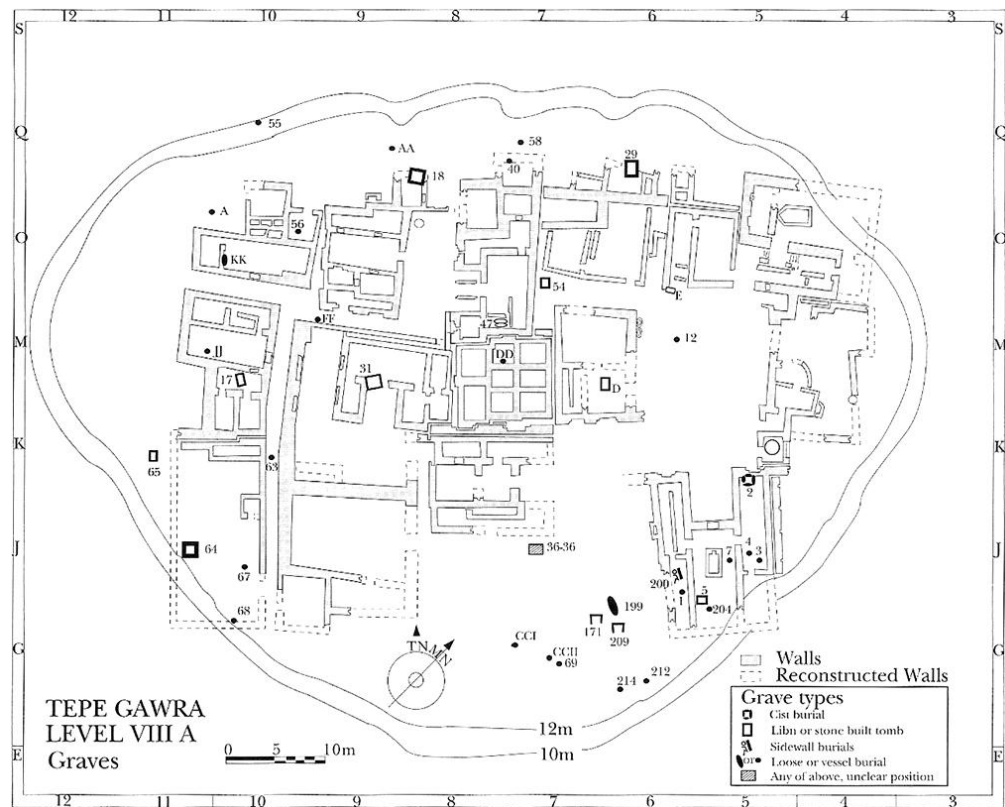 12 11 10 9 8 7 6 5 4 3
S S
55
Q Q
AA
58
40
18
29
A
O O
56
KK
54
E
FF
47
M M
JJ
DD
12
17
31
D
K K
65
63
2
J J
64
36-36
4
7 3
67
200
1
5
199
204
68
171
209
G G
CCI
CCII
69
TN MN
214 212
Walls
Reconstructed Walls
Grave types
Cist burial
Libn or stone built tomb
Sidewall burials
or Loose or vessel burial
Any of above, unclear position
TEPE GAWRA
LEVEL VIII A
Graves
0 5 10m
12m
10m
E E
12 11 10 9 8 7 6 5 4 3